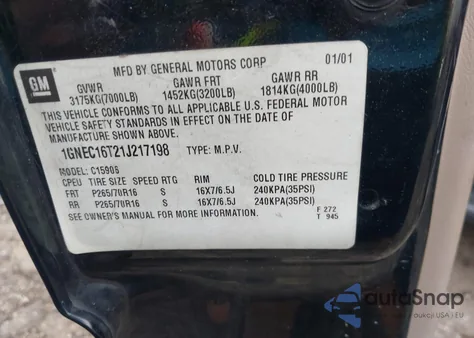 MFD BY GENERAL MOTORS CORP 01/01
GM
GVWR GAWR FRT GAWR RR
3175KG(7000LB) 1452KG(3200LB) 1814KG(4000LB)
THIS VEHICLE CONFORMS TO ALL APPLICABLE U.S. FEDERAL MOTOR
VEHICLE SAFETY STANDARDS IN EFFECT ON THE DATE OF
MANUFACTURE SHOWN ABOVE.
1GNEC16T21J217198 TYPE: M.P.V.
MODEL: C15906
CPEU TIRE SIZE SPEED RTG RIM COLD TIRE PRESSURE
FRT P265/70R16 S 16X7/6.5J 240KPA(35PSI)
RR P265/70R16 S 16X7/6.5J 240KPA(35PSI)
SEE OWNER'S MANUAL FOR MORE INFORMATION.
F 272
T 945
autoSnap
USA i EU